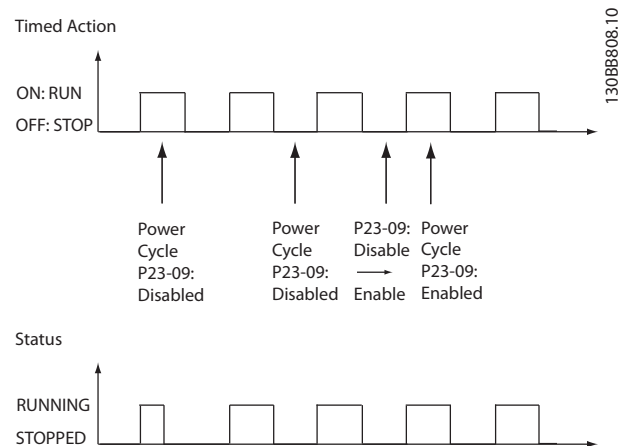 Timed Action
130BB808.10
ON: RUN
OFF: STOP
Power
Cycle
P23-09:
Disabled
Power
Cycle
P23-09:
Disabled
P23-09:
Disable
Enable
Power
Cycle
P23-09:
Enabled
Status
RUNNING
STOPPED